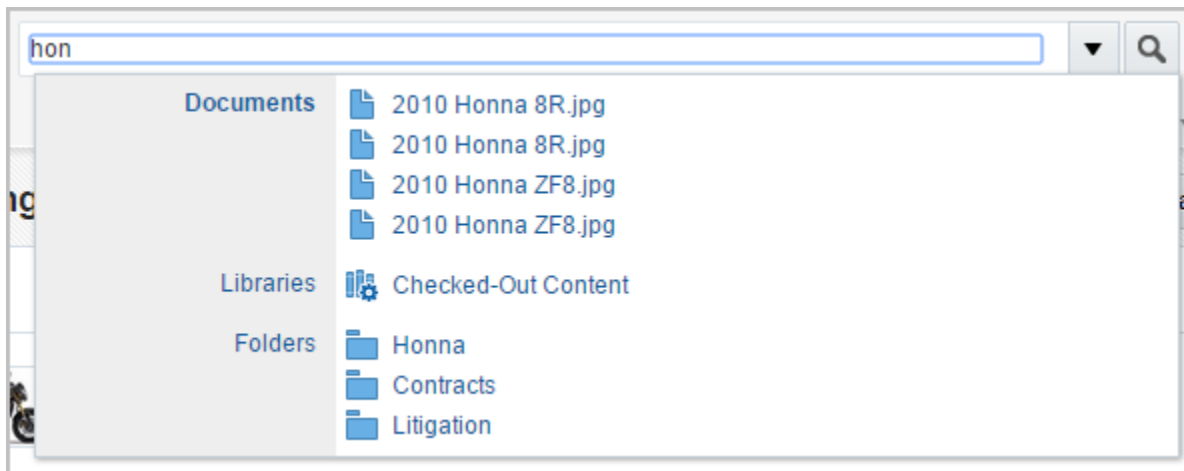 hon
Documents 2010 Honna 8R.jpg
2010 Honna 8R.jpg
2010 Honna ZF8.jpg
2010 Honna ZF8.jpg
Libraries Checked-Out Content
Folders Honna
Contracts
Litigation